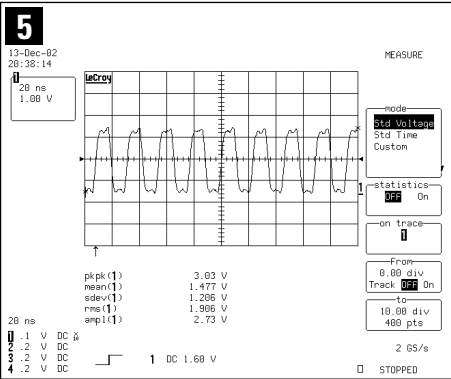 5
13-Dec-02
20:38:14
MEASURE
1
20 ns
1.00 V
LeCroy
mode
Std Voltage
Std Time
Custom
statistics
OFF On
1
on trace
1
From
0.00 div
Track OFF On
to
10.00 div
400 pts
pkpk(1) 3.03 V
mean(1) 1.477 V
sdev(1) 1.206 V
rms(1) 1.906 V
ampl(1) 2.73 V
20 ns
1 .1 V DC X10
2 .2 V DC
3 .2 V DC
4 .2 V DC
1 DC 1.60 V
2 GS/s
STOPPED